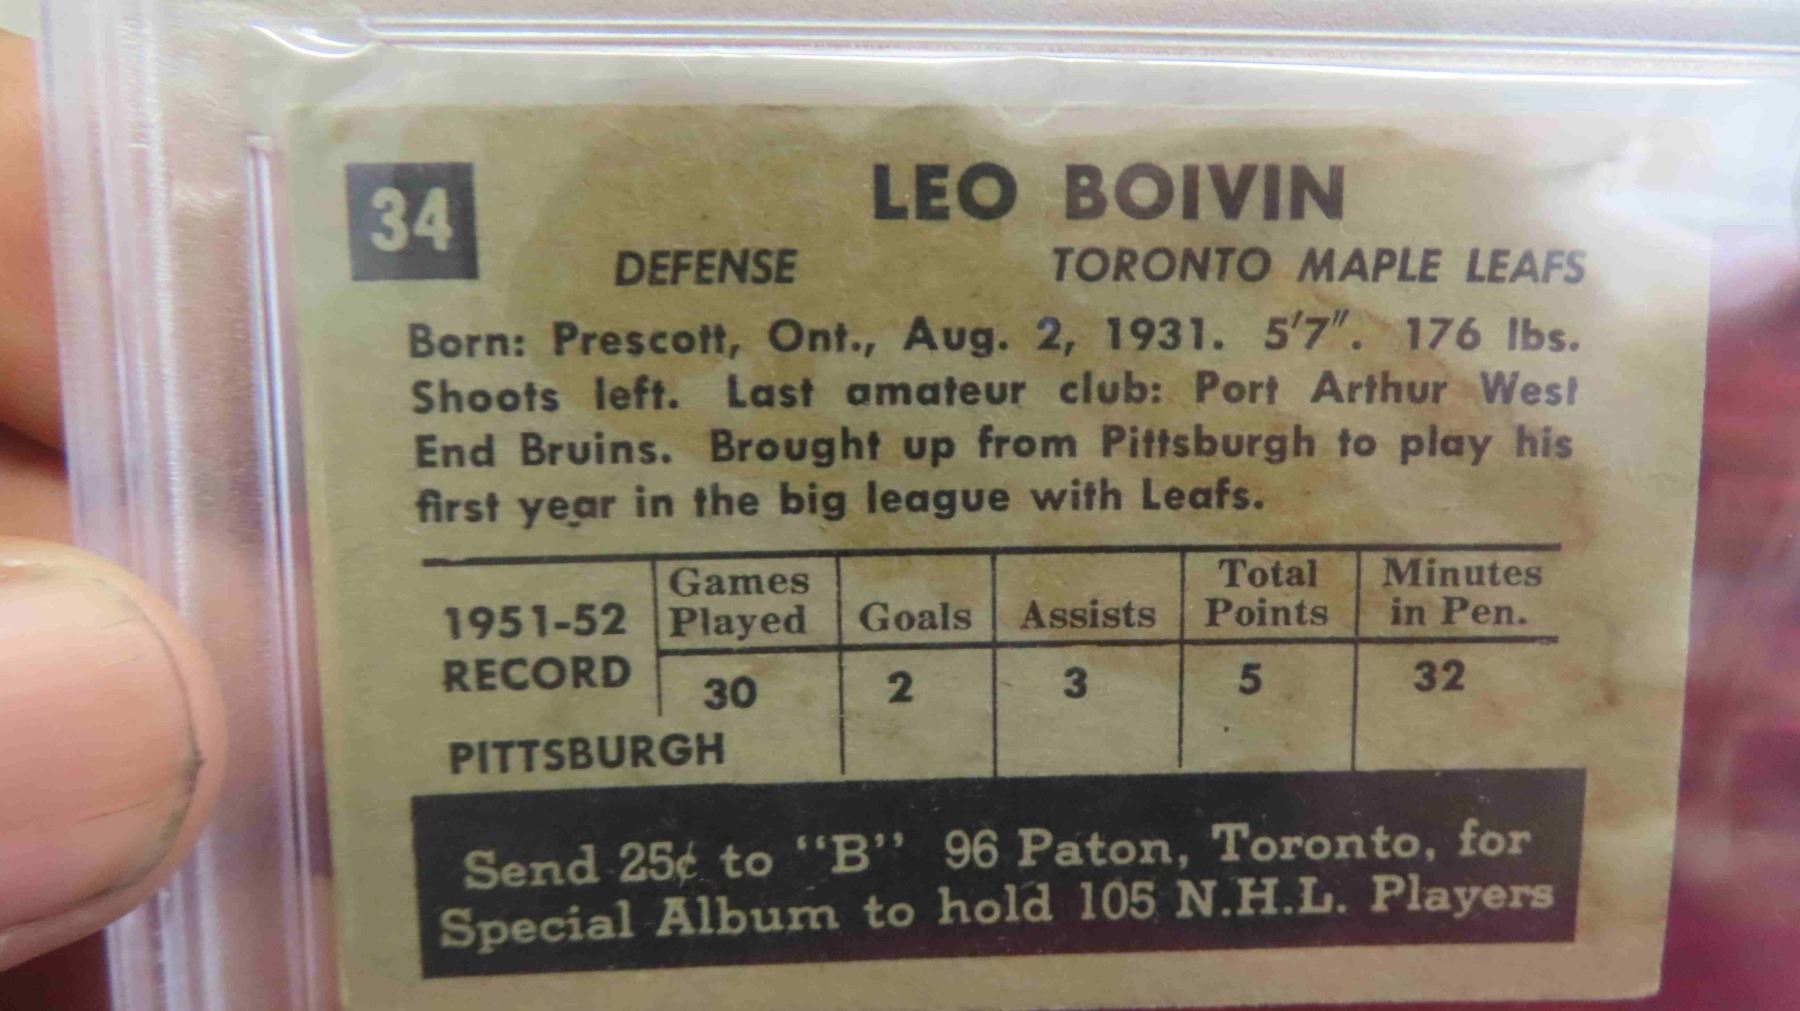 34
LEO BOIVIN
DEFENSE TORONTO MAPLE LEAFS
Born: Prescott, Ont., Aug. 2, 1931. 5'7". 176 lbs.
Shoots left. Last amateur club: Port Arthur West
End Bruins. Brought up from Pittsburgh to play his
first year in the big league with Leafs.
1951-52 RECORD
Games Played
Goals
Assists
Total Points
Minutes in Pen.
30 2 3 5 32
PITTSBURGH
Send 25¢ to "B" 96 Paton, Toronto, for
Special Album to hold 105 N.H.L. Players